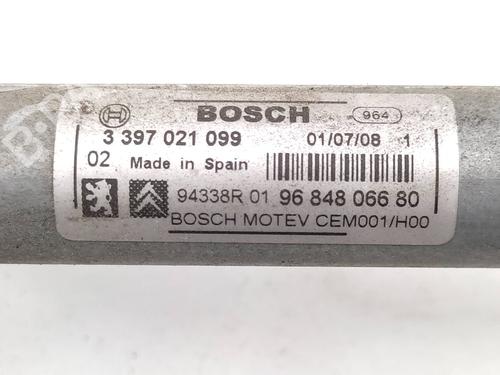 BOSCH 964
3 397 021 099 01/07/08 1
02 Made in Spain
94338R 01 96 848 066 80
BOSCH MOTEV CEM001/H00